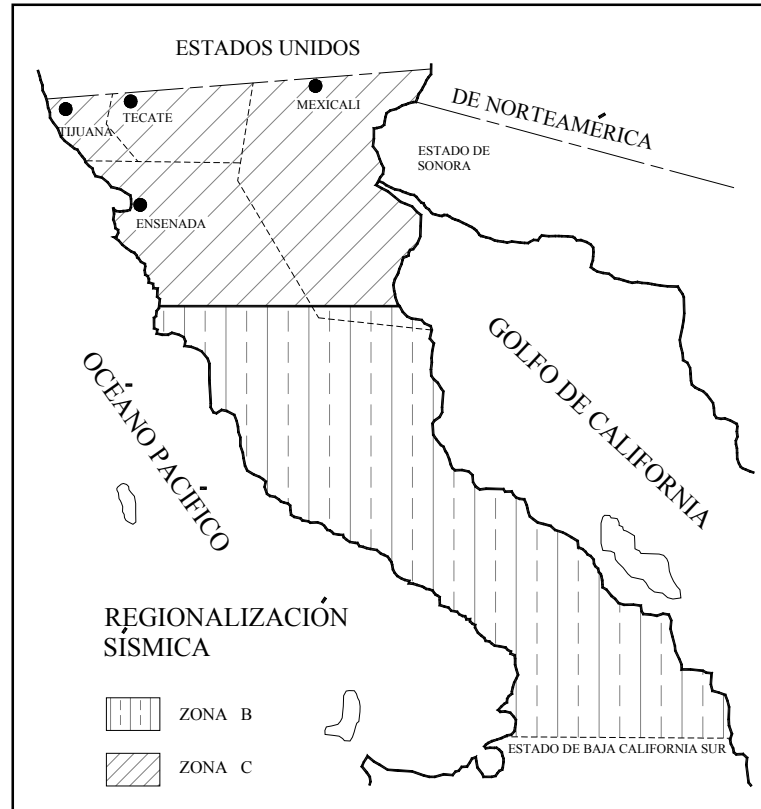 ESTADOS UNIDOS
DE NORTEAMÉRICA
TIJUANA
TECATE
MEXICALI
ESTADO DE
SONORA
ENSENADA
GOLFO DE CALIFORNIA
OCÉANO PACÍFICO
REGIONALIZACIÓN
SÍSMICA
ZONA B
ZONA C
ESTADO DE BAJA CALIFORNIA SUR